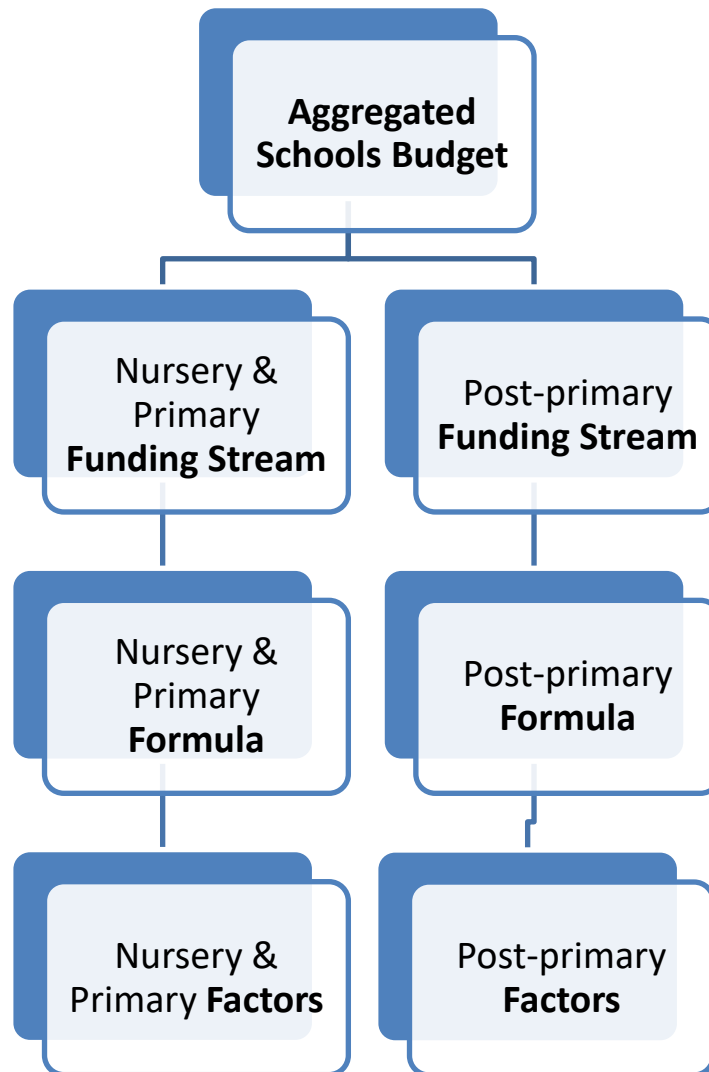 Aggregated
Schools Budget
Nursery &
Primary
Funding Stream
Post-primary
Funding Stream
Nursery &
Primary
Formula
Post-primary
Formula
Nursery &
Primary Factors
Post-primary
Factors